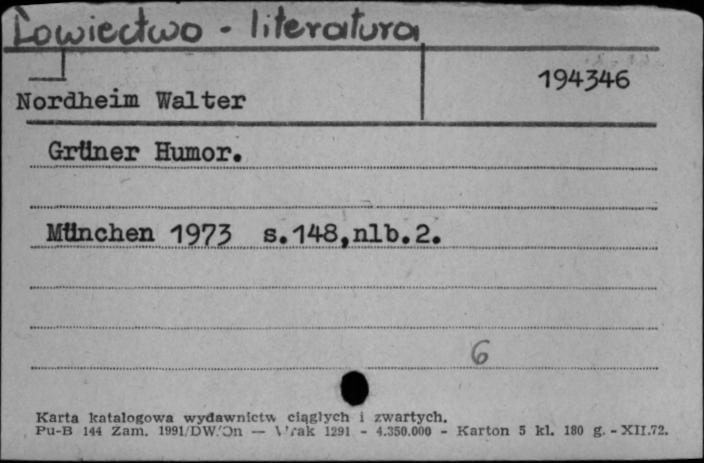 Łowiectwo - literatura
194346
Nordheim Walter
Grüner Humor.
München 1973 s.148,nlb.2.
6
Karta katalogowa wydawnictw ciągłych i zwartych.
Pu-B 144 Zam. 1991/DW. On — 1291 - 4.350.000 - Karton 5 kl. 180 g. - XII.72.